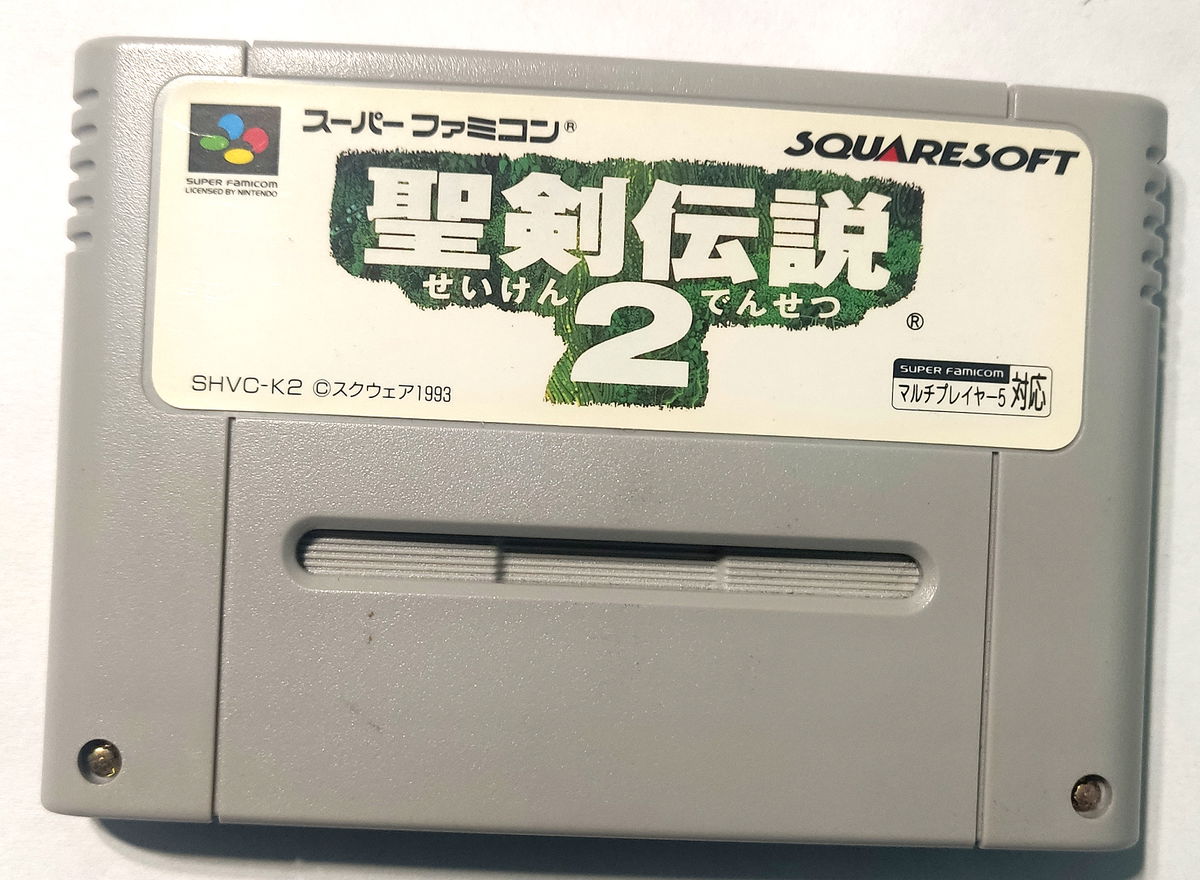 スーパーファミコン®
SQUARESOFT
SUPER FAMICOM
LICENSED BY NINTENDO
聖剣伝説
せいけん でんせつ
2
®
SUPER FAMICOM
マルチプレイヤー5 対応
SHVC-K2 ©スクウェア1993